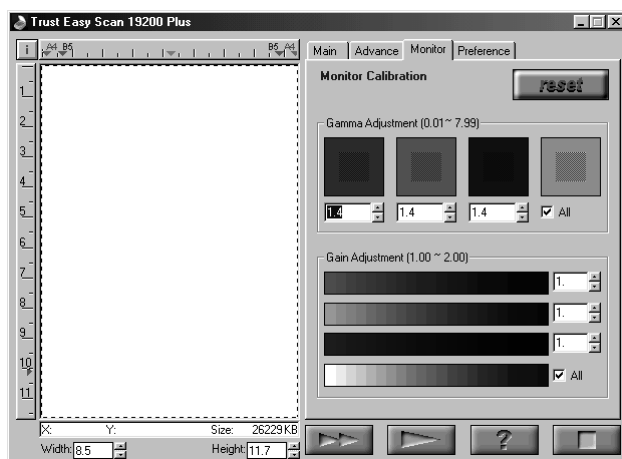 Trust Easy Scan 19200 Plus
i A4 B5 B5 A4
Main Advance Monitor Preference
Monitor Calibration
reset
Gamma Adjustment (0.01~ 7.99)
1.4 1.4 1.4 All
Gain Adjustment (1.00 ~ 2.00)
1.
1.
1.
All
1
2
3
4
5
6
7
8
9
10
11
X: Y: Size: 26229KB
Width: 8.5 Height: 11.7
?